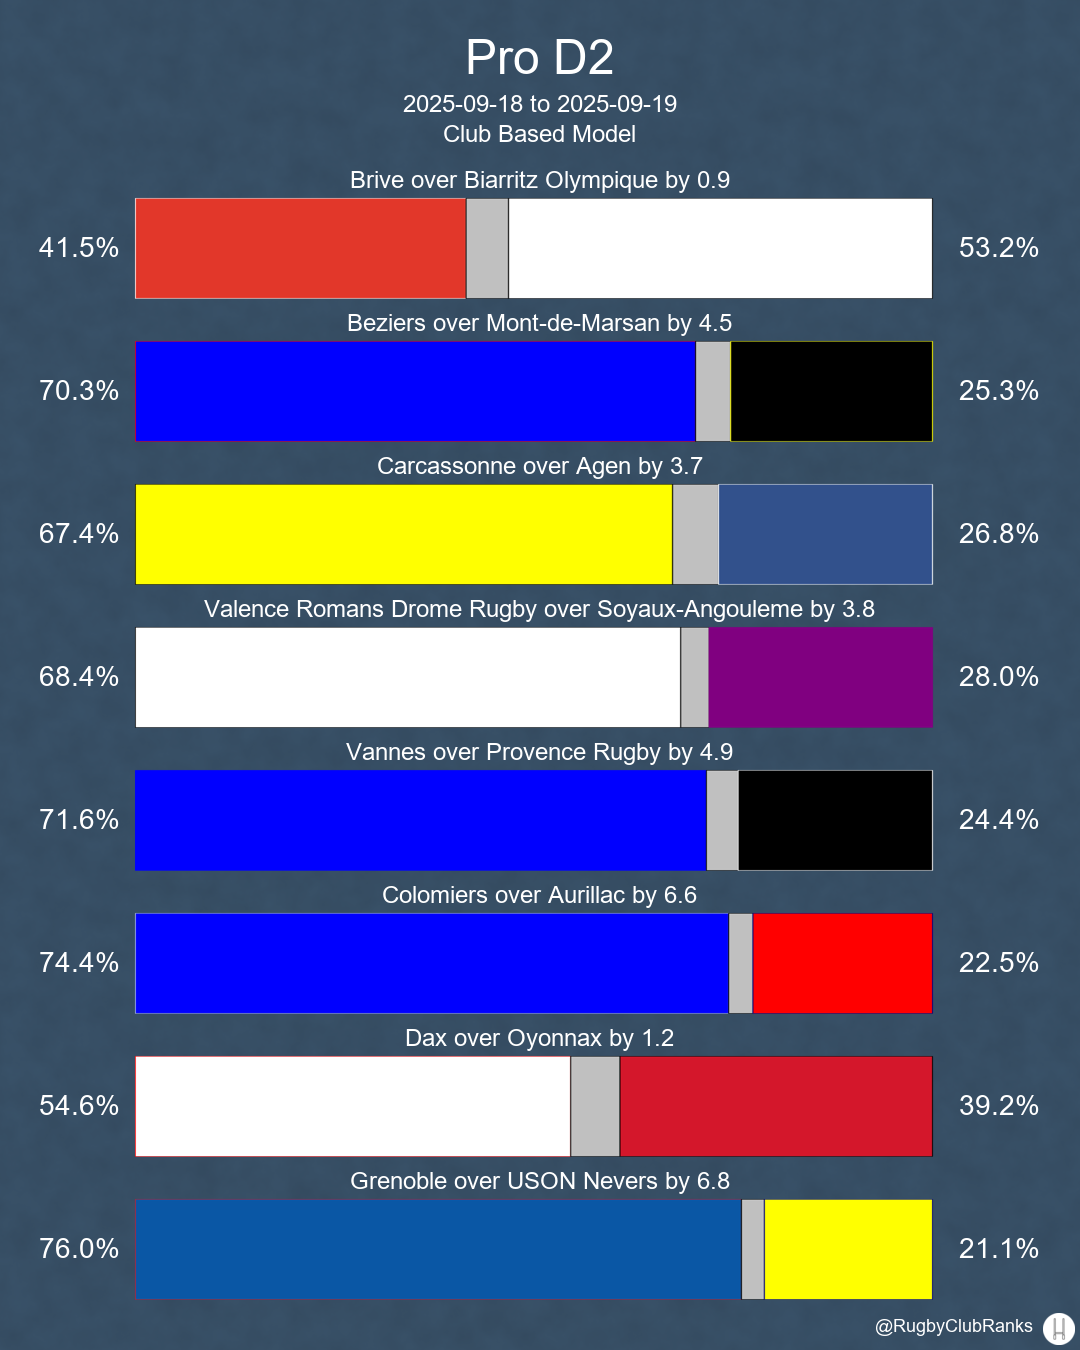 Pro D2
2025-09-18 to 2025-09-19
Club Based Model
Brive over Biarritz Olympique by 0.9
41.5% 53.2%
Beziers over Mont-de-Marsan by 4.5
70.3% 25.3%
Carcassonne over Agen by 3.7
67.4% 26.8%
Valence Romans Drome Rugby over Soyaux-Angouleme by 3.8
68.4% 28.0%
Vannes over Provence Rugby by 4.9
71.6% 24.4%
Colomiers over Aurillac by 6.6
74.4% 22.5%
Dax over Oyonnax by 1.2
54.6% 39.2%
Grenoble over USON Nevers by 6.8
76.0% 21.1%
@RugbyClubRanks